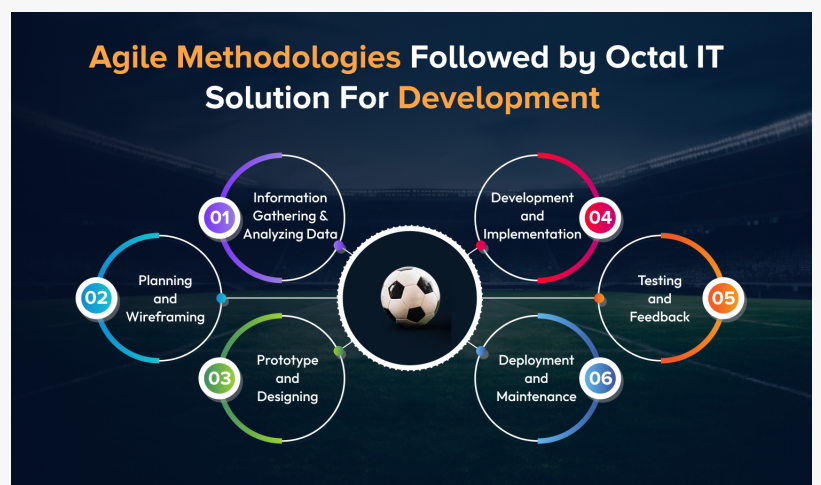 Agile Methodologies Followed by Octal IT
Solution For Development
01
Information
Gathering &
Analyzing Data
02
Planning
and
Wireframing
03
Prototype
and
Designing
04
Development
and
Implementation
05
Testing
and
Feedback
06
Deployment
and
Maintenance